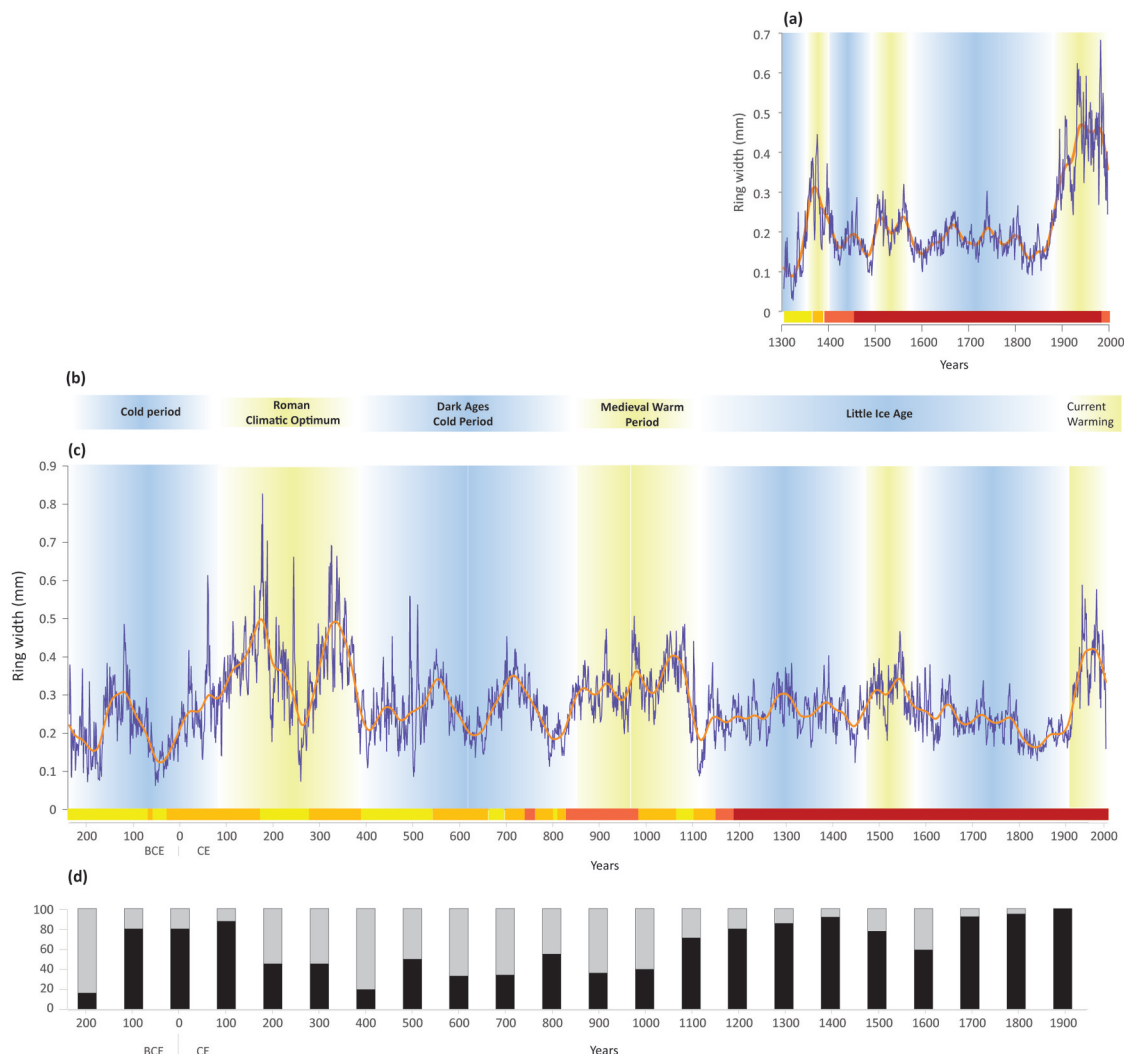 (a)
0.7
0.6
0.5
0.4
0.3
0.2
0.1
0
Ring width (mm)
1300 1400 1500 1600 1700 1800 1900 2000
Years
(b)
Cold period
Roman
Climatic Optimum
Dark Ages
Cold Period
Medieval Warm
Period
Little Ice Age
Current
Warming
(c)
0.9
0.8
0.7
0.6
0.5
0.4
0.3
0.2
0.1
0
Ring width (mm)
200 100 0 100 200 300 400 500 600 700 800 900 1000 1100 1200 1300 1400 1500 1600 1700 1800 1900 2000
BCE CE
Years
(d)
100
80
60
40
20
0
200 100 0 100 200 300 400 500 600 700 800 900 1000 1100 1200 1300 1400 1500 1600 1700 1800 1900
BCE CE
Years